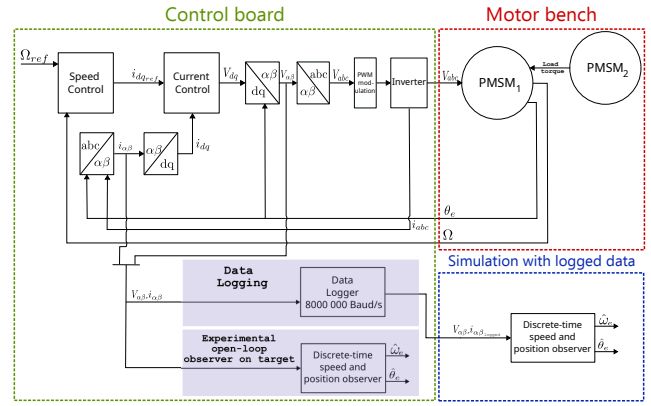 Control board
Motor bench
Ω_ref
Speed
Control
i_dq_ref
Current
Control
V_dq
αβ
dq
V_αβ
abc
αβ
V_abc
PWM
mod-
ulation
Inverter
V_abc
PMSM_1
Load
torque
PMSM_2
abc
αβ
i_αβ
αβ
dq
i_dq
θ_e
i_abc
Ω
Simulation with logged data
Data
Logging
Data
Logger
8000 000 Baud/s
V_αβ,i_αβ
V_αβ,i_αβ_Logged
Discrete-time
speed and
position observer
ω̂_e
θ̂_e
Experimental
open-loop
observer on target
Discrete-time
speed and
position observer
ω̂_e
θ̂_e